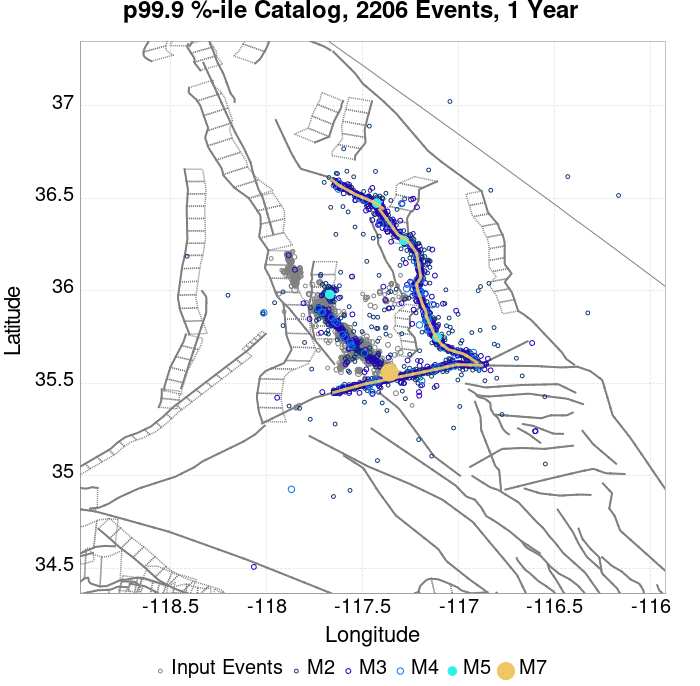 p99.9 %-ile Catalog, 2206 Events, 1 Year
37
36.5
36
35.5
35
34.5
Latitude
-118.5 -118 -117.5 -117 -116.5 -116
Longitude
Input Events M2 M3 M4 M5 M7